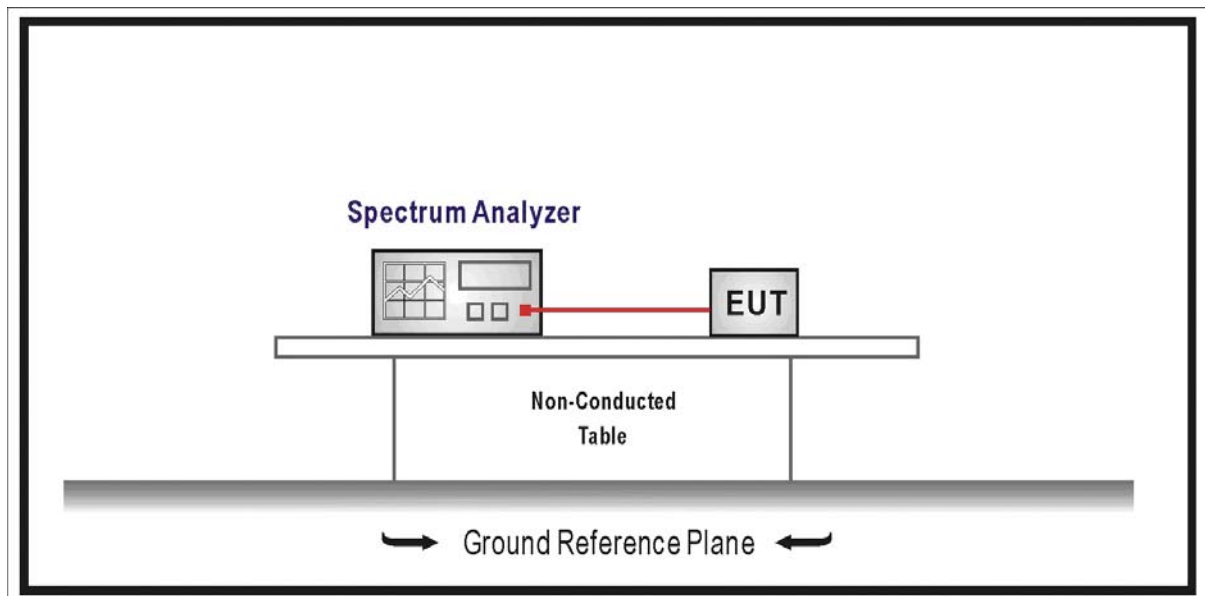 Spectrum Analyzer
EUT
Non-Conducted
Table
Ground Reference Plane